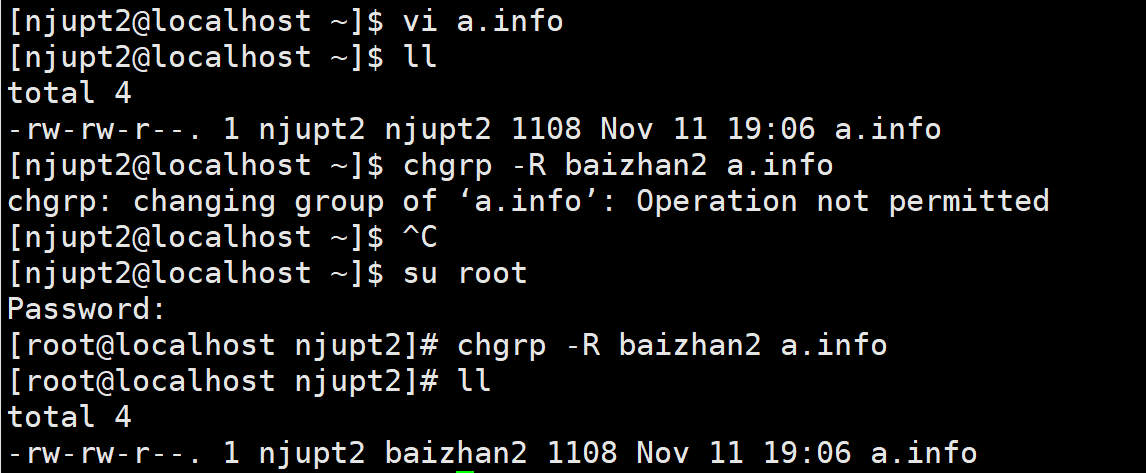 [njupt2@localhost ~]$ vi a.info
[njupt2@localhost ~]$ ll
total 4
-rw-rw-r--. 1 njupt2 njupt2 1108 Nov 11 19:06 a.info
[njupt2@localhost ~]$ chgrp -R baizhan2 a.info
chgrp: changing group of ‘a.info’: Operation not permitted
[njupt2@localhost ~]$ ^C
[njupt2@localhost ~]$ su root
Password:
[root@localhost njupt2]# chgrp -R baizhan2 a.info
[root@localhost njupt2]# ll
total 4
-rw-rw-r--. 1 njupt2 baizhan2 1108 Nov 11 19:06 a.info